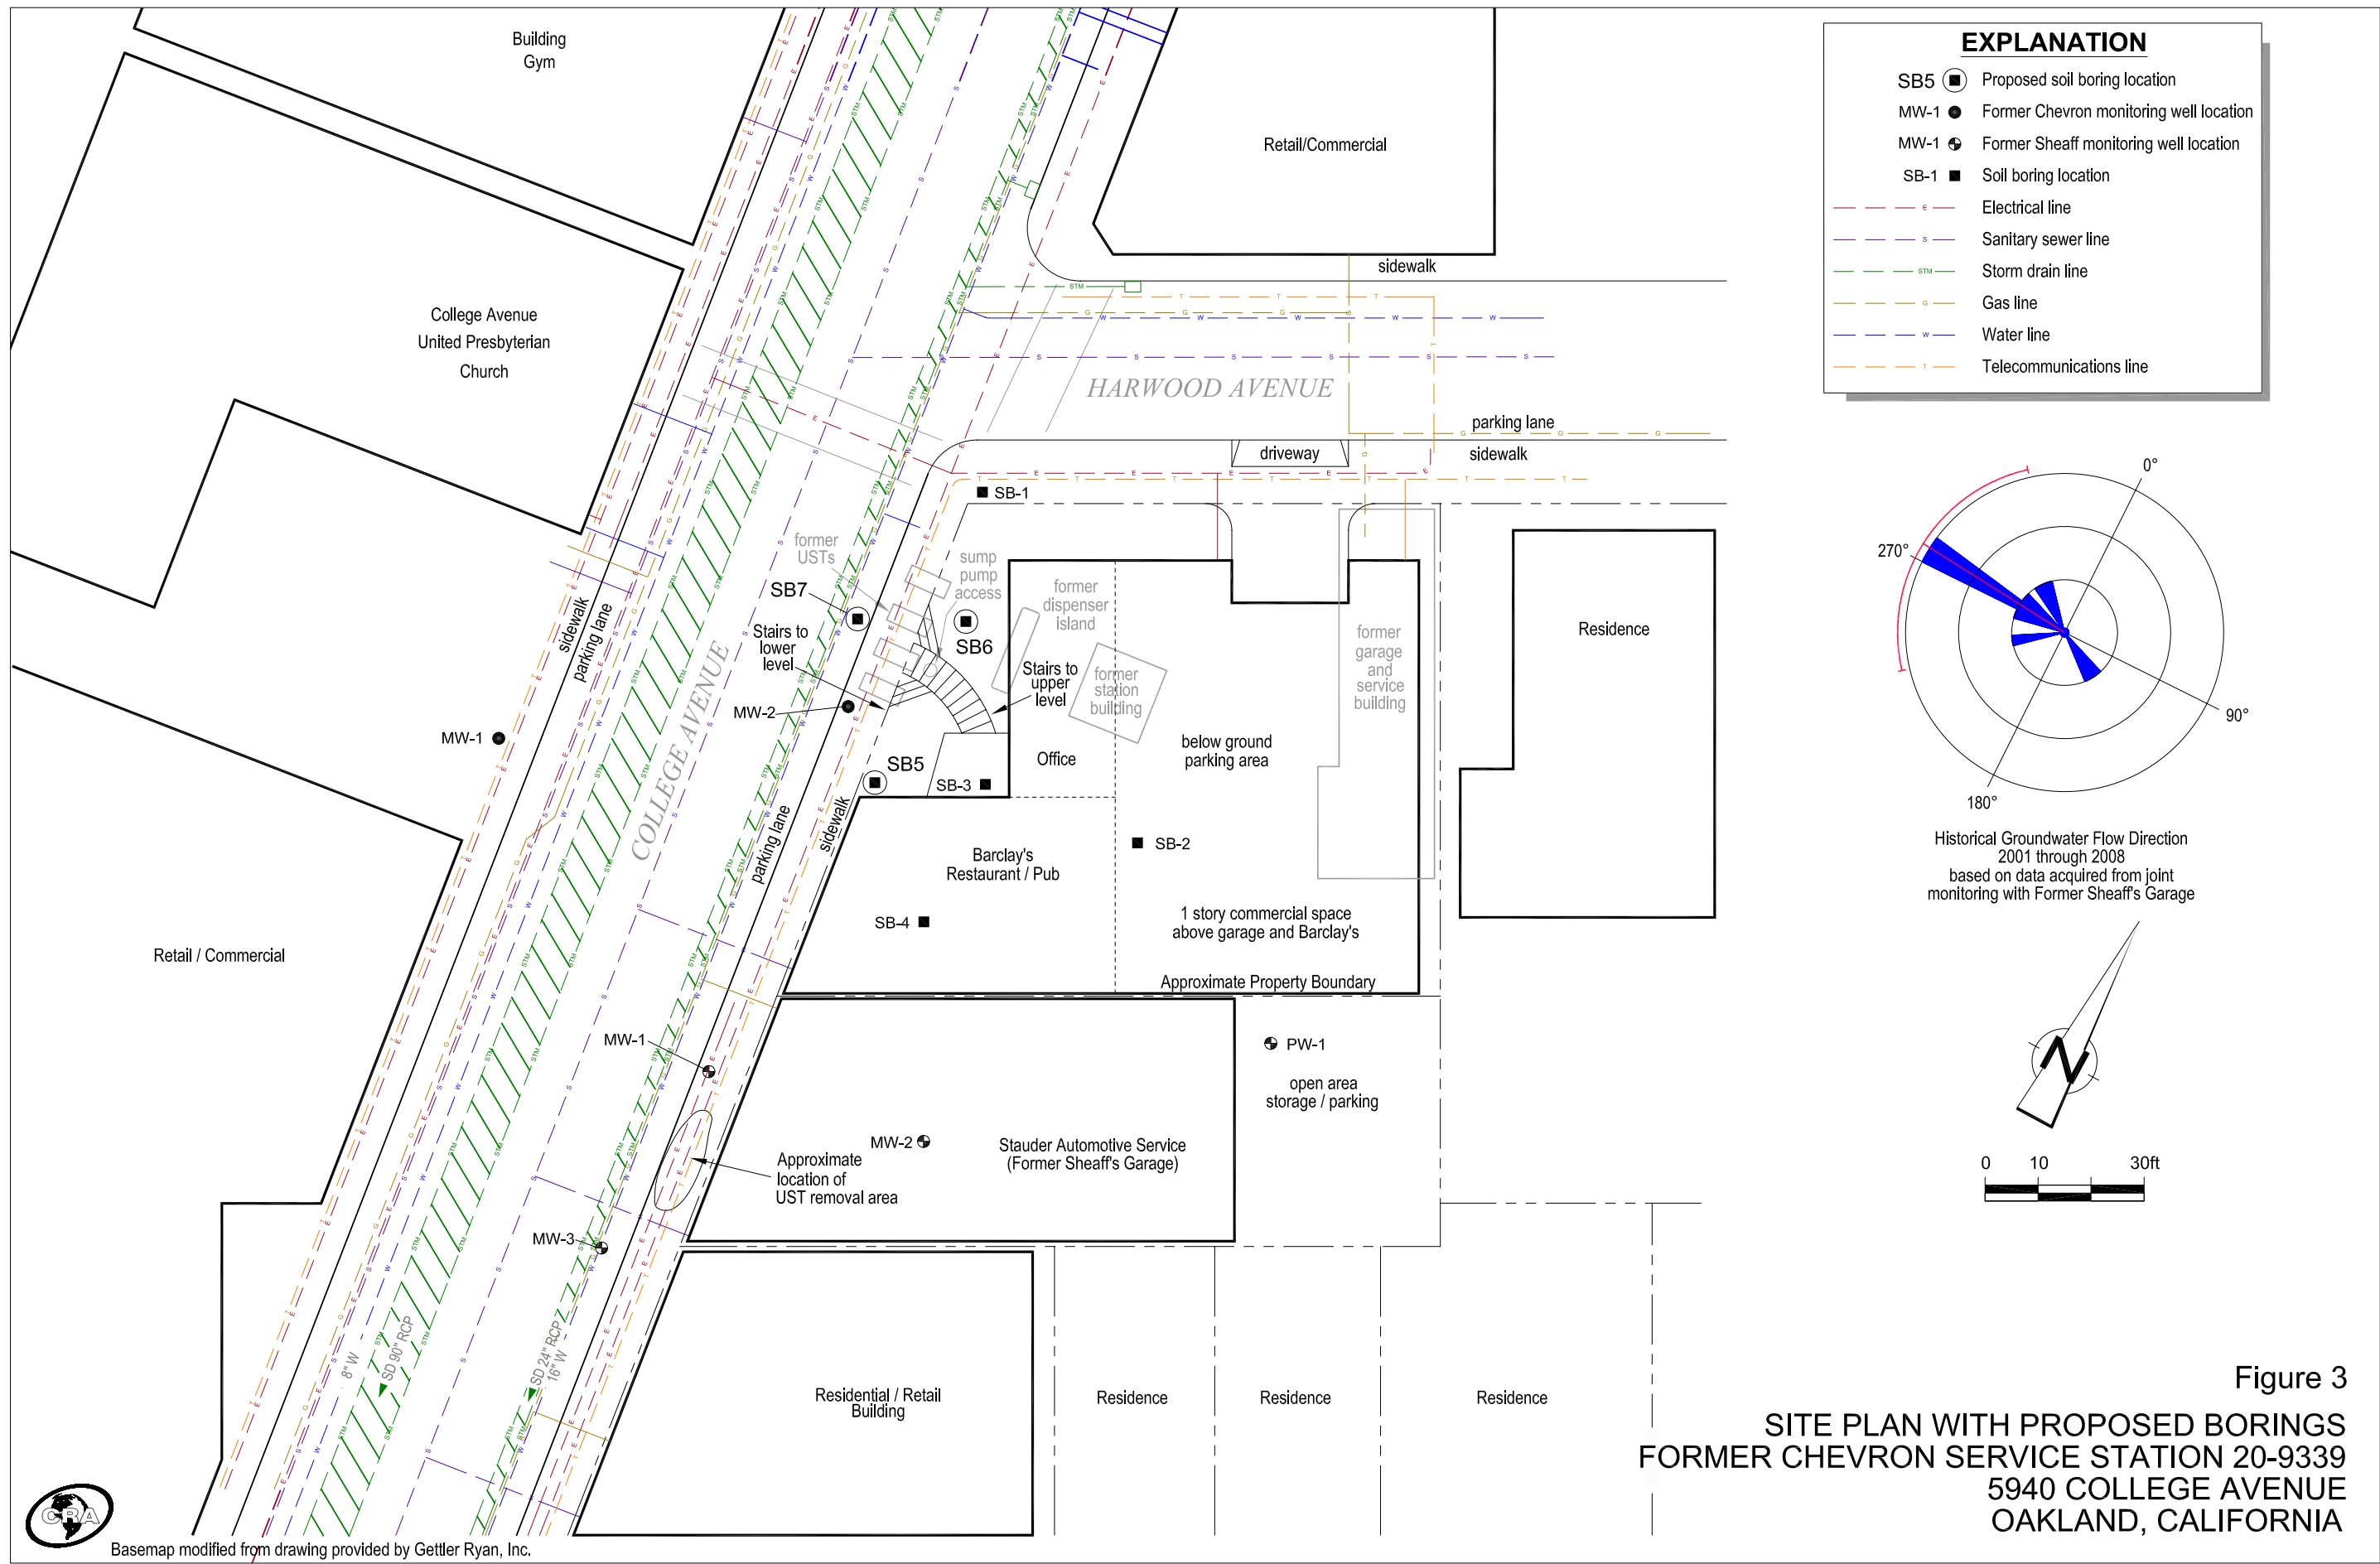 Building
Gym
College Avenue
United Presbyterian
Church
Retail/Commercial
sidewalk
HARWOOD AVENUE
parking lane
sidewalk
driveway
EXPLANATION
SB5 Proposed soil boring location
MW-1 Former Chevron monitoring well location
MW-1 Former Sheaff monitoring well location
SB-1 Soil boring location
E Electrical line
S Sanitary sewer line
STM Storm drain line
G Gas line
W Water line
T Telecommunications line
0°
270°
90°
180°
Historical Groundwater Flow Direction
2001 through 2008
based on data acquired from joint
monitoring with Former Sheaff's Garage
N
0 10 30ft
SB-1
former
USTs
SB7
sump
pump
access
SB6
former
dispenser
island
former
station
building
former
garage
and
service
building
Residence
Stairs to
lower
level
Stairs to
upper
level
sidewalk
parking lane
COLLEGE AVENUE
MW-1
MW-2
SB5
SB-3
Office
below ground
parking area
parking lane
sidewalk
SB-2
Barclay's
Restaurant / Pub
SB-4
1 story commercial space
above garage and Barclay's
Approximate Property Boundary
Retail / Commercial
MW-1
PW-1
open area
storage / parking
MW-2
Stauder Automotive Service
(Former Sheaff's Garage)
Approximate
location of
UST removal area
MW-3
8" W
SD 90" RCP
SD 24" RCP
16" W
Residential / Retail
Building
Residence
Residence
Residence
Figure 3
SITE PLAN WITH PROPOSED BORINGS
FORMER CHEVRON SERVICE STATION 20-9339
5940 COLLEGE AVENUE
OAKLAND, CALIFORNIA
CRA
Basemap modified from drawing provided by Gettler Ryan, Inc.